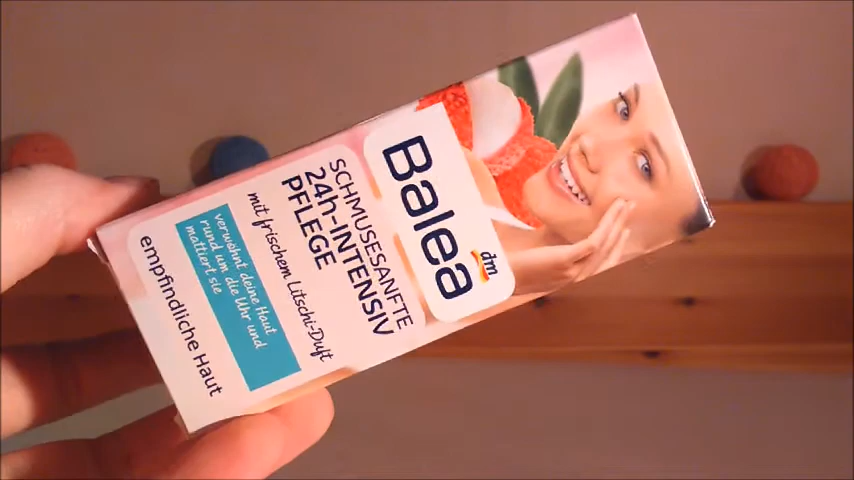 Balea
dm
SCHMUSESANFTE
24h-INTENSIV
PFLEGE
mit frischem Litschi-Duft
verwöhnt deine Haut
rund um die Uhr und
mattiert sie
empfindliche Haut